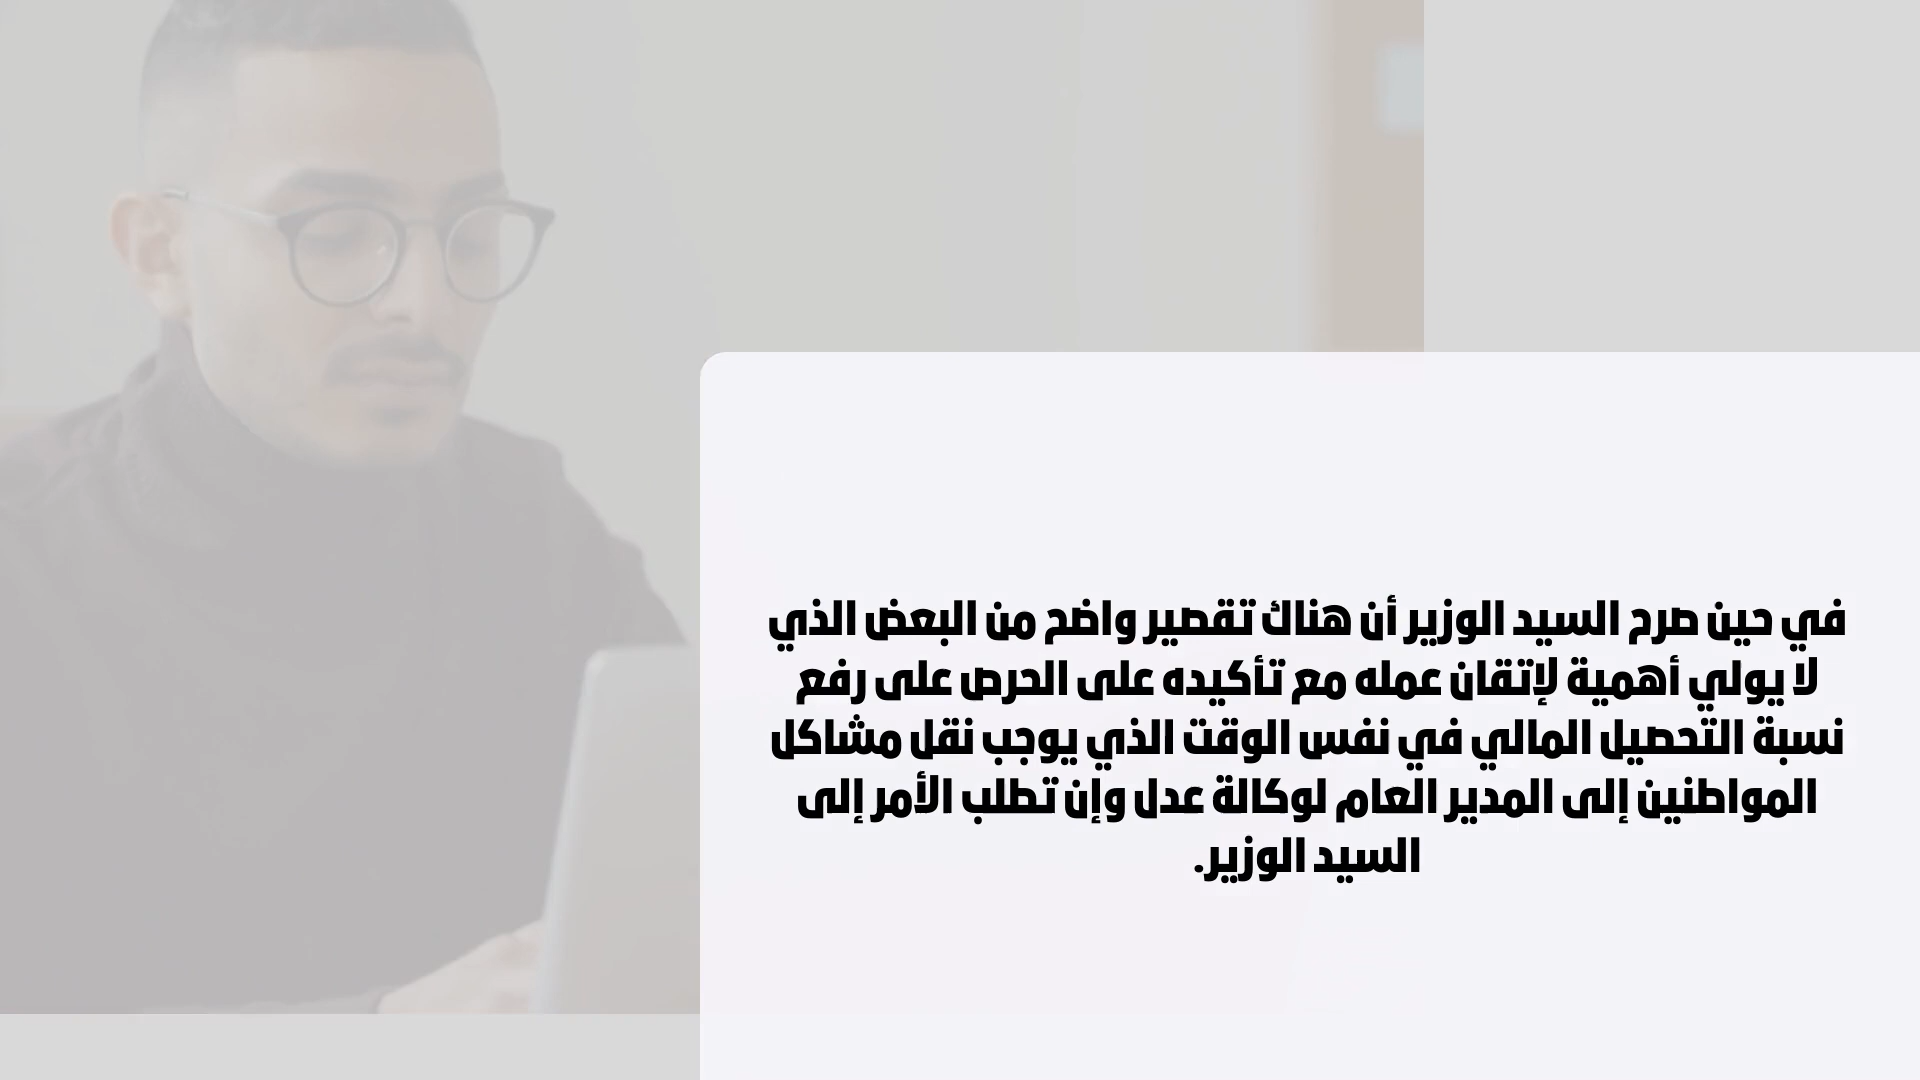 في حين صرح السيد الوزير أن هناك تقصير واضح من البعض الذي
لا يولي أهمية لإتقان عمله مع تأكيده على الحرص على رفع
نسبة التحصيل المالي في نفس الوقت الذي يوجب نقل مشاكل
المواطنين إلى المدير العام لوكالة عدل وإن تطلب الأمر إلى
السيد الوزير.